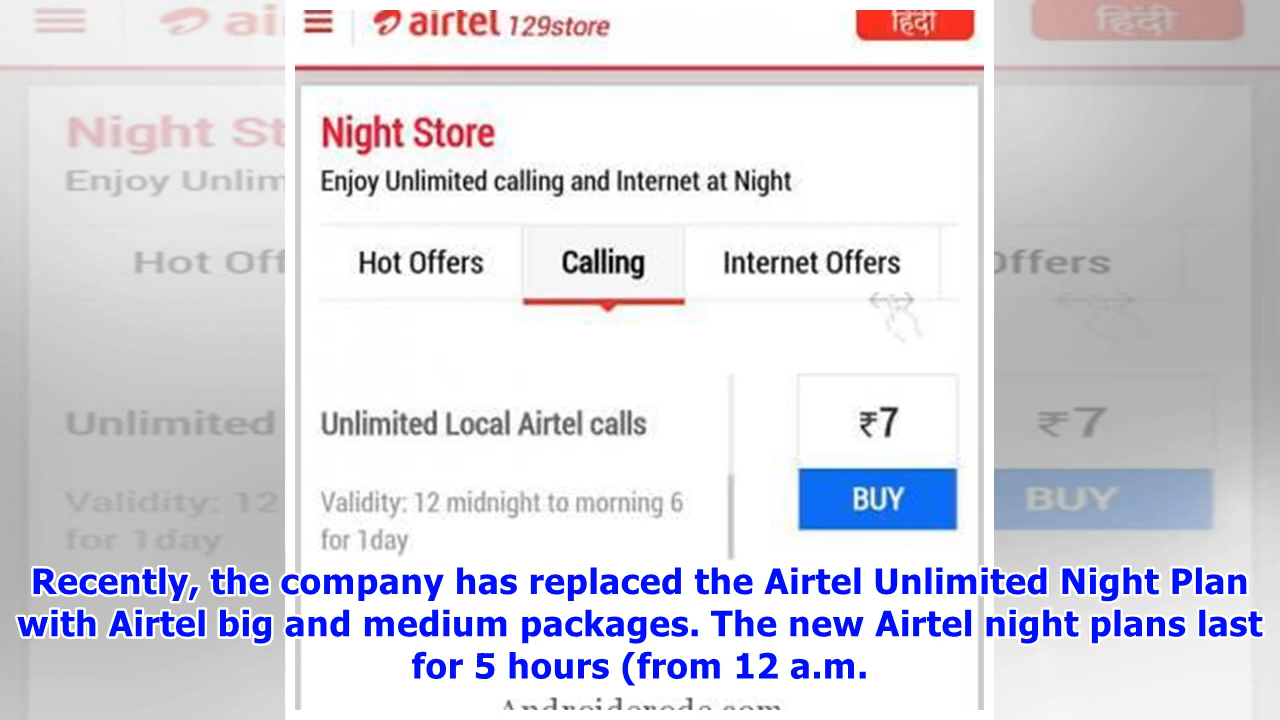 airtel 129store हिंदी
Night Store
Enjoy Unlimited calling and Internet at Night
Hot Offers Calling Internet Offers
Unlimited Local Airtel calls ₹7
Validity: 12 midnight to morning 6 BUY
for 1day
Recently, the company has replaced the Airtel Unlimited Night Plan
with Airtel big and medium packages. The new Airtel night plans last
for 5 hours (from 12 a.m.